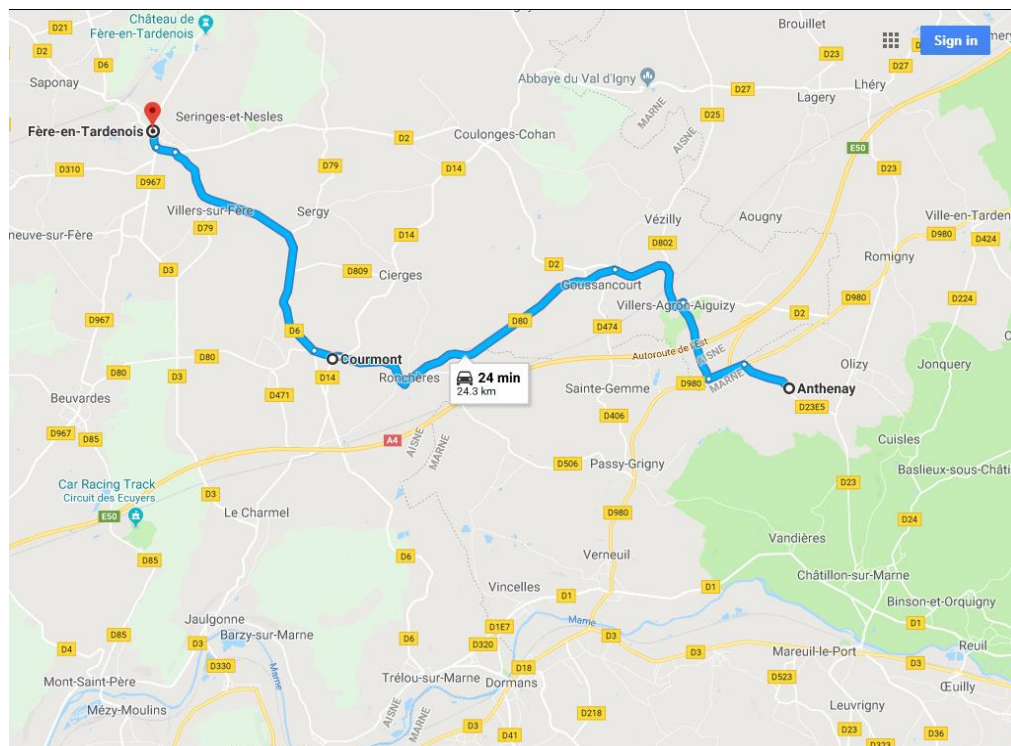 Château de
Fère-en-Tardenois
D21
D2
D6
Saponay
Brouillet
Sign in
D23
D27
Lhéry
Lagery
Abbaye du Val d'Igny
D27
MARNE
AISNE
D25
Seringes-et-Nesles
Fère-en-Tardenois
D2
Coulonges-Cohan
E50
D23
D310
D967
D79
D14
Jonquery
Villers-sur-Fère
Sergy
D79
Vézilly
Aougny
Ville-en-Tarden
D980
D424
neuve-sur-Fère
D14
D802
Romigny
D3
D809
Cierges
D2
Goussancourt
Villers-Agron-Aiguizy
D980
D224
D967
D6
D80
D474
D2
Autoroute de l'Est
AISNE
MARNE
D80
Courmont
D14
Ronchères
24 min
24.3 km
Sainte-Gemme
D980
Olizy
Anthenay
D23E5
D80
D3
D471
Beuvardes
D406
Cuisles
D967
D85
A4
AISNE
MARNE
D506
Passy-Grigny
Baslieux-sous-Châti
Car Racing Track
Circuit des Ecuyers
E50
D3
Le Charmel
D23
D980
D24
D85
D6
Verneuil
Vandières
Vincelles
D1
D1
Châtillon-sur-Marne
Binson-et-Orquigny
Jaulgonne
D85
D3
Barzy-sur-Marne
D1E7
D320
D6
Marne
D3
D3
D1
Mareuil-le-Port
D3
Reuil
D4
D330
Marne
Mont-Saint-Père
Trélou-sur-Marne
Dormans
D18
D523
Œuilly
Mézy-Moulins
AISNE
MARNE
D3
D41
D218
Leuvrigny
D23
D36
D323